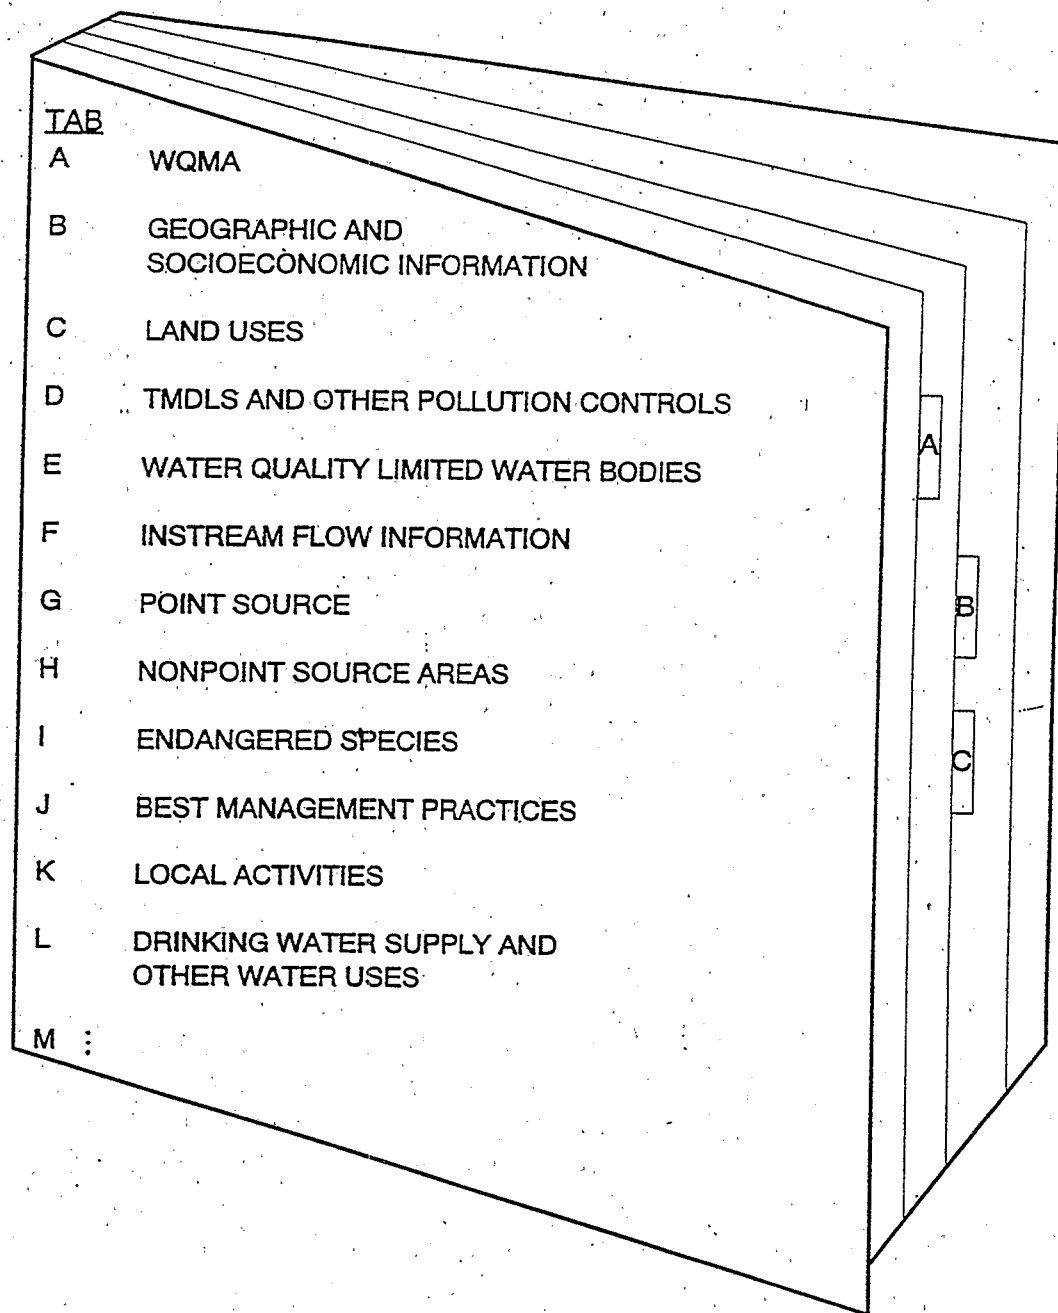 TAB
A WQMA
B GEOGRAPHIC AND
SOCIOECONOMIC INFORMATION
C LAND USES
D TMDLS AND OTHER POLLUTION CONTROLS
E WATER QUALITY LIMITED WATER BODIES
F INSTREAM FLOW INFORMATION
G POINT SOURCE
H NONPOINT SOURCE AREAS
I ENDANGERED SPECIES
J BEST MANAGEMENT PRACTICES
K LOCAL ACTIVITIES
L DRINKING WATER SUPPLY AND
OTHER WATER USES
M ⋮
A
B
C